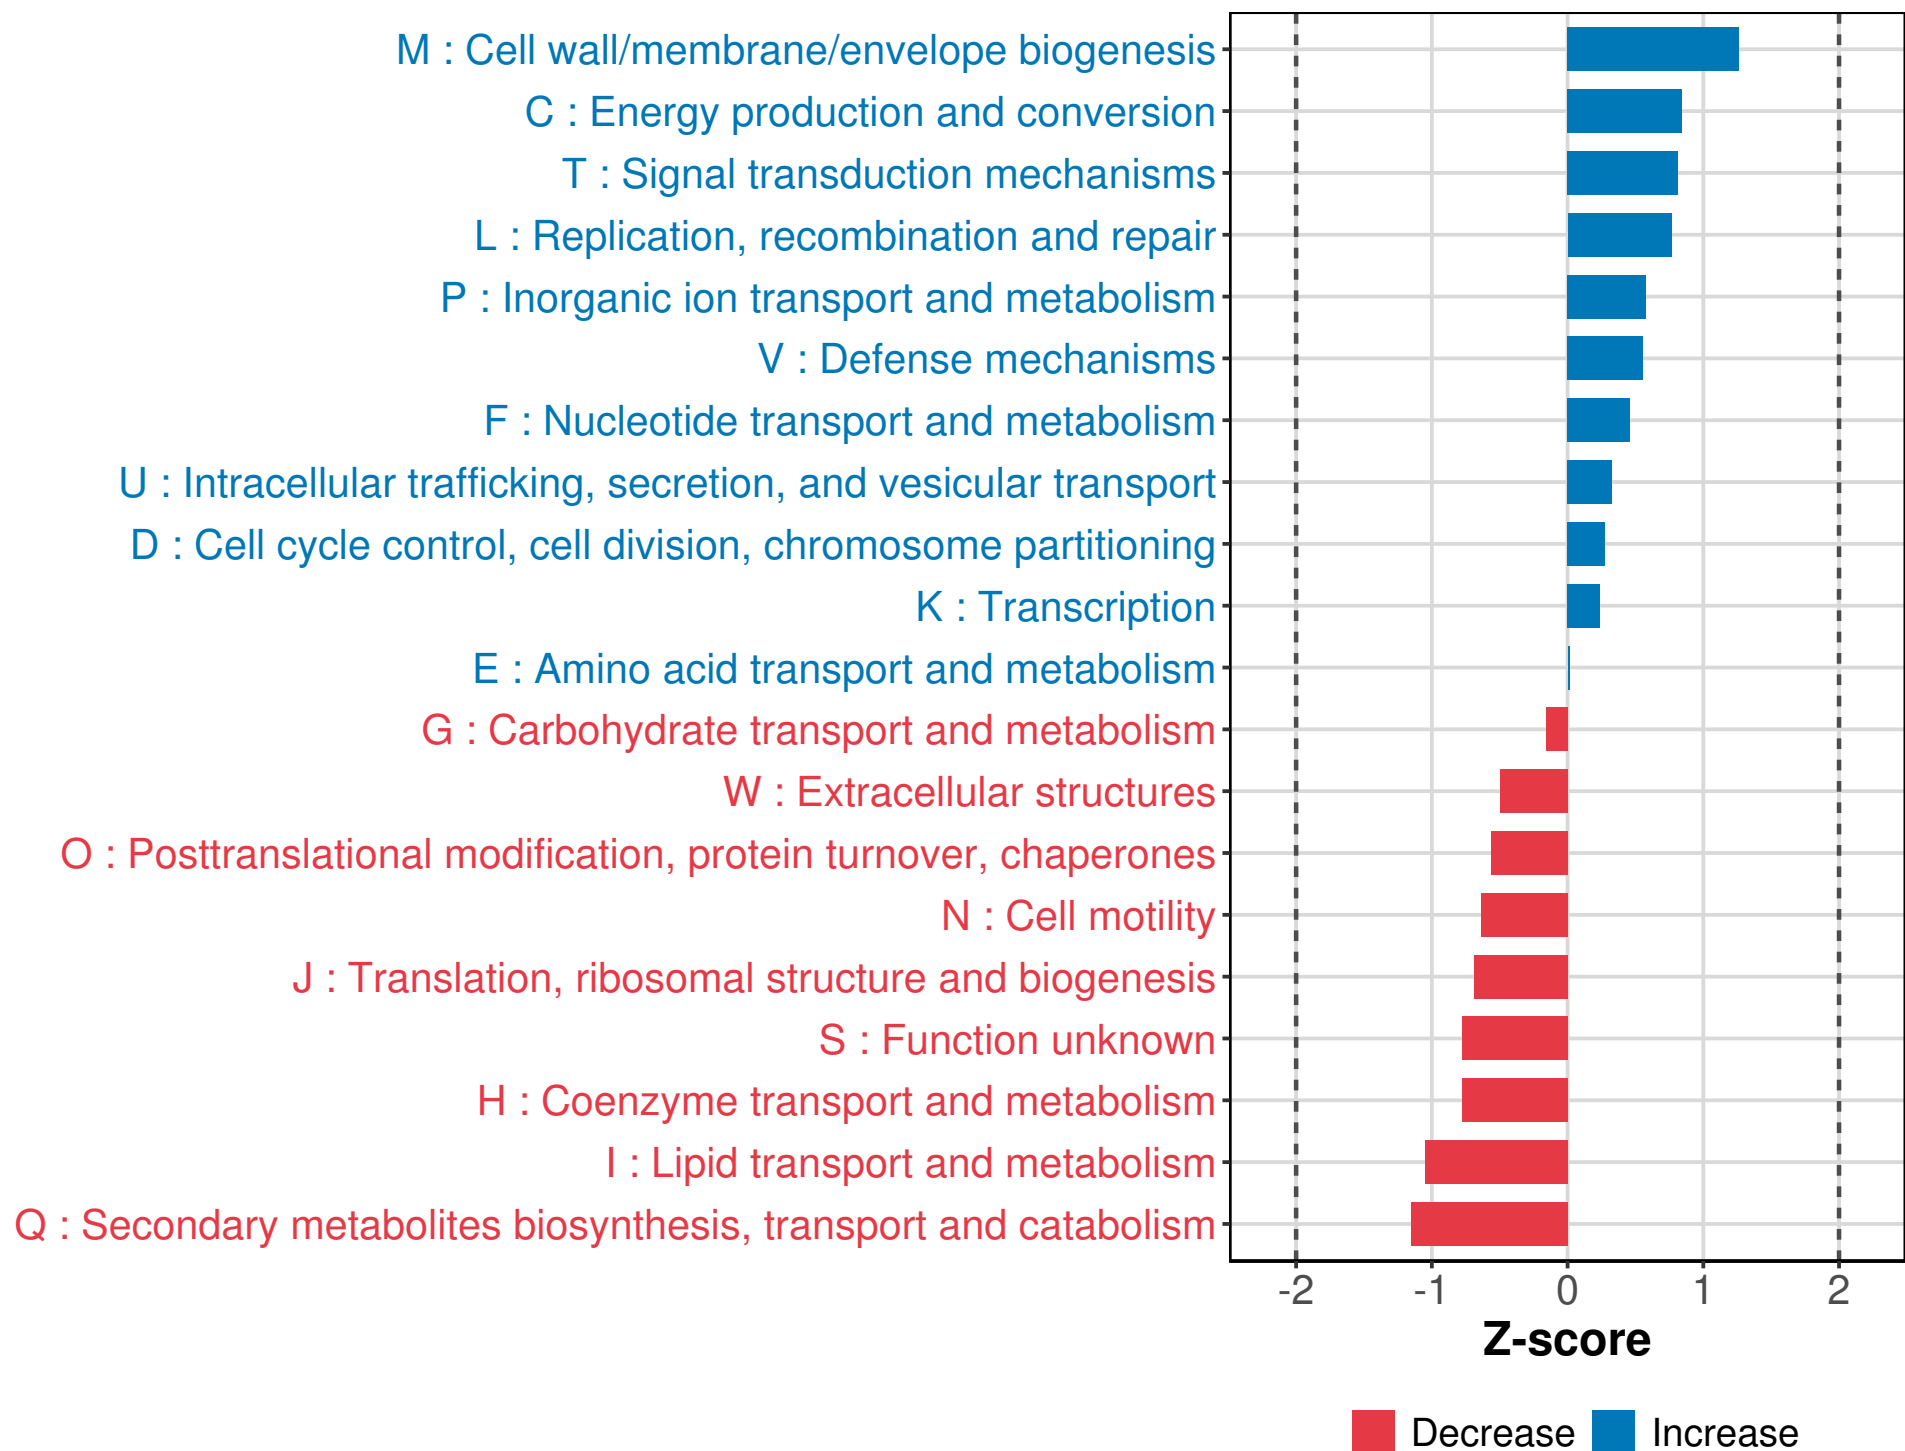 M : Cell wall/membrane/envelope biogenesis
C : Energy production and conversion
T : Signal transduction mechanisms
L : Replication, recombination and repair
P : Inorganic ion transport and metabolism
V : Defense mechanisms
F : Nucleotide transport and metabolism
U : Intracellular trafficking, secretion, and vesicular transport
D : Cell cycle control, cell division, chromosome partitioning
K : Transcription
E : Amino acid transport and metabolism
G : Carbohydrate transport and metabolism
W : Extracellular structures
O : Posttranslational modification, protein turnover, chaperones
N : Cell motility
J : Translation, ribosomal structure and biogenesis
S : Function unknown
H : Coenzyme transport and metabolism
I : Lipid transport and metabolism
Q : Secondary metabolites biosynthesis, transport and catabolism
-2 -1 0 1 2
Z-score
Decrease Increase